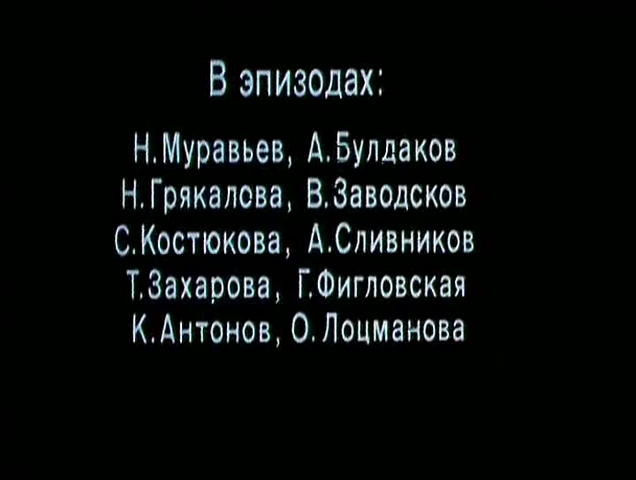 В эпизодах:
Н.Муравьев, А.Булдаков
Н.Грякалова, В.Заводсков
С.Костюкова, А.Сливников
Т.Захарова, Г.Фигловская
К.Антонов, О.Лоцманова